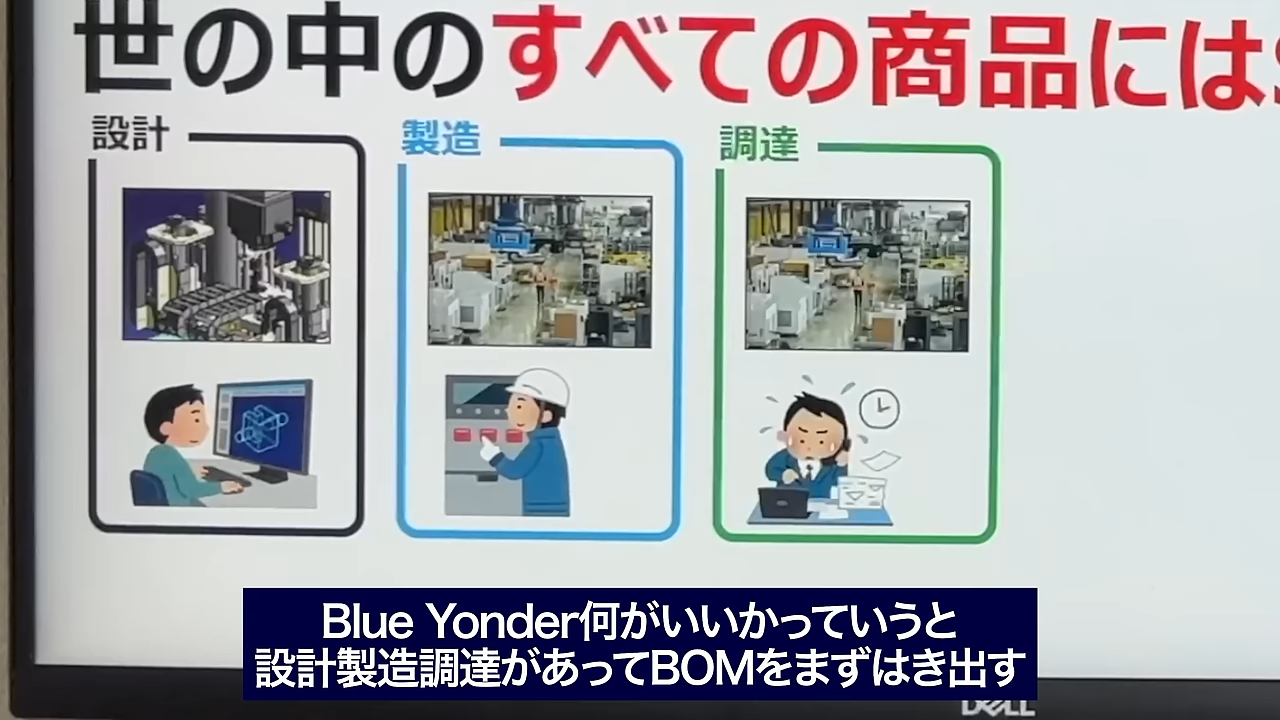 世の中のすべての商品には
設計
製造
調達
Blue Yonder何がいいかっていうと
設計製造調達があってBOMをまずはき出す
DELL